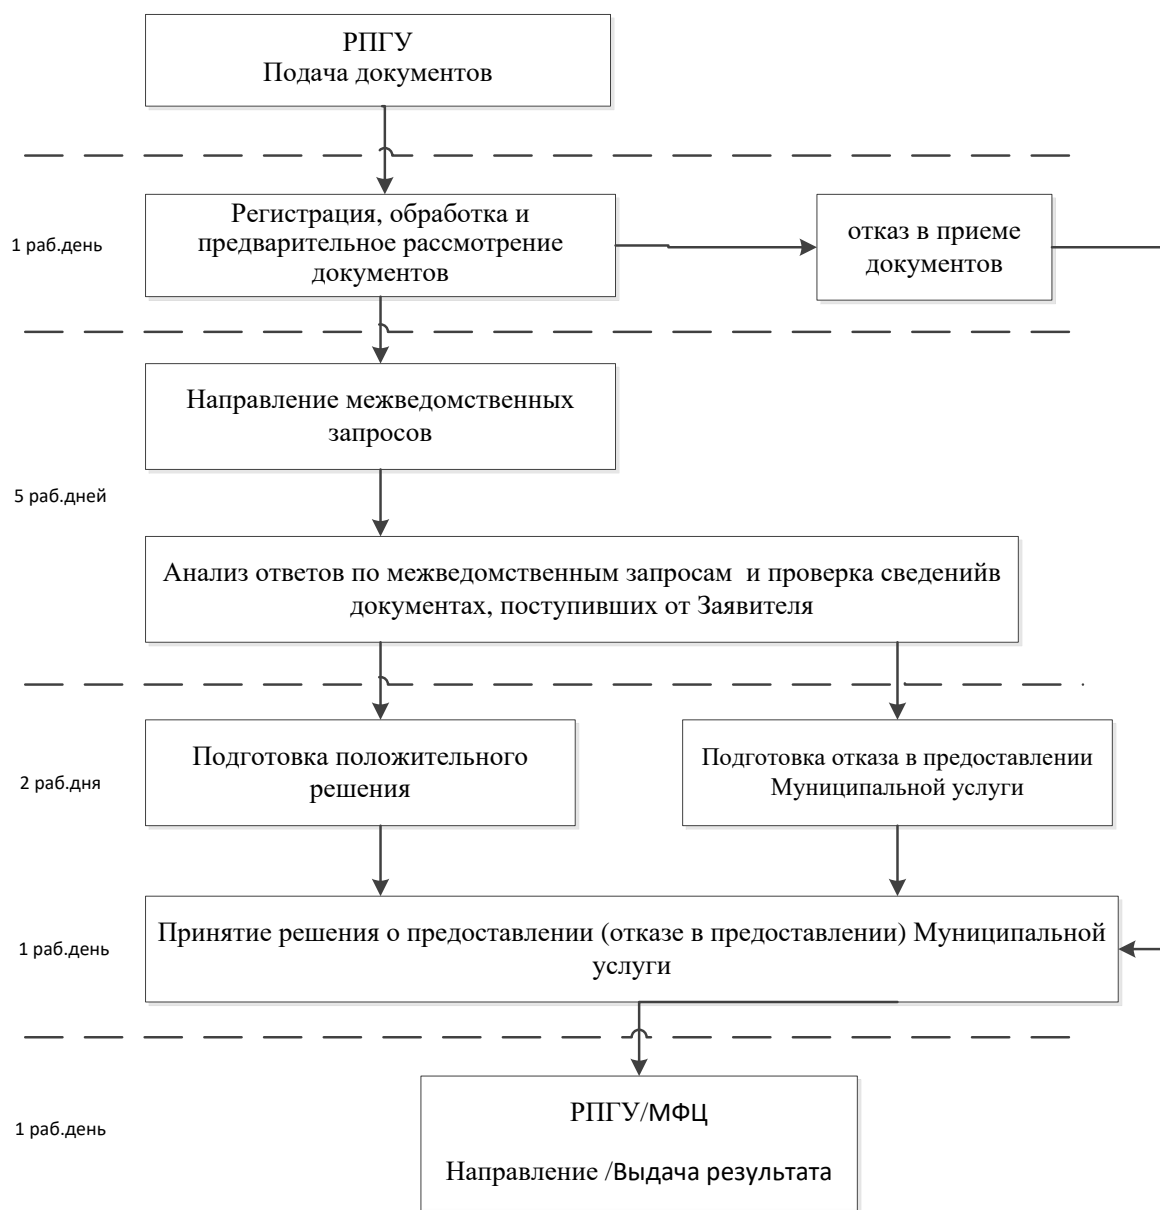 РПГУ
Подача документов
1 раб.день
Регистрация, обработка и
предварительное рассмотрение
документов
отказ в приеме
документов
Направление межведомственных
запросов
5 раб.дней
Анализ ответов по межведомственным запросам и проверка сведенийв
документах, поступивших от Заявителя
2 раб.дня
Подготовка положительного
решения
Подготовка отказа в предоставлении
Муниципальной услуги
1 раб.день
Принятие решения о предоставлении (отказе в предоставлении) Муниципальной
услуги
1 раб.день
РПГУ/МФЦ
Направление /Выдача результата